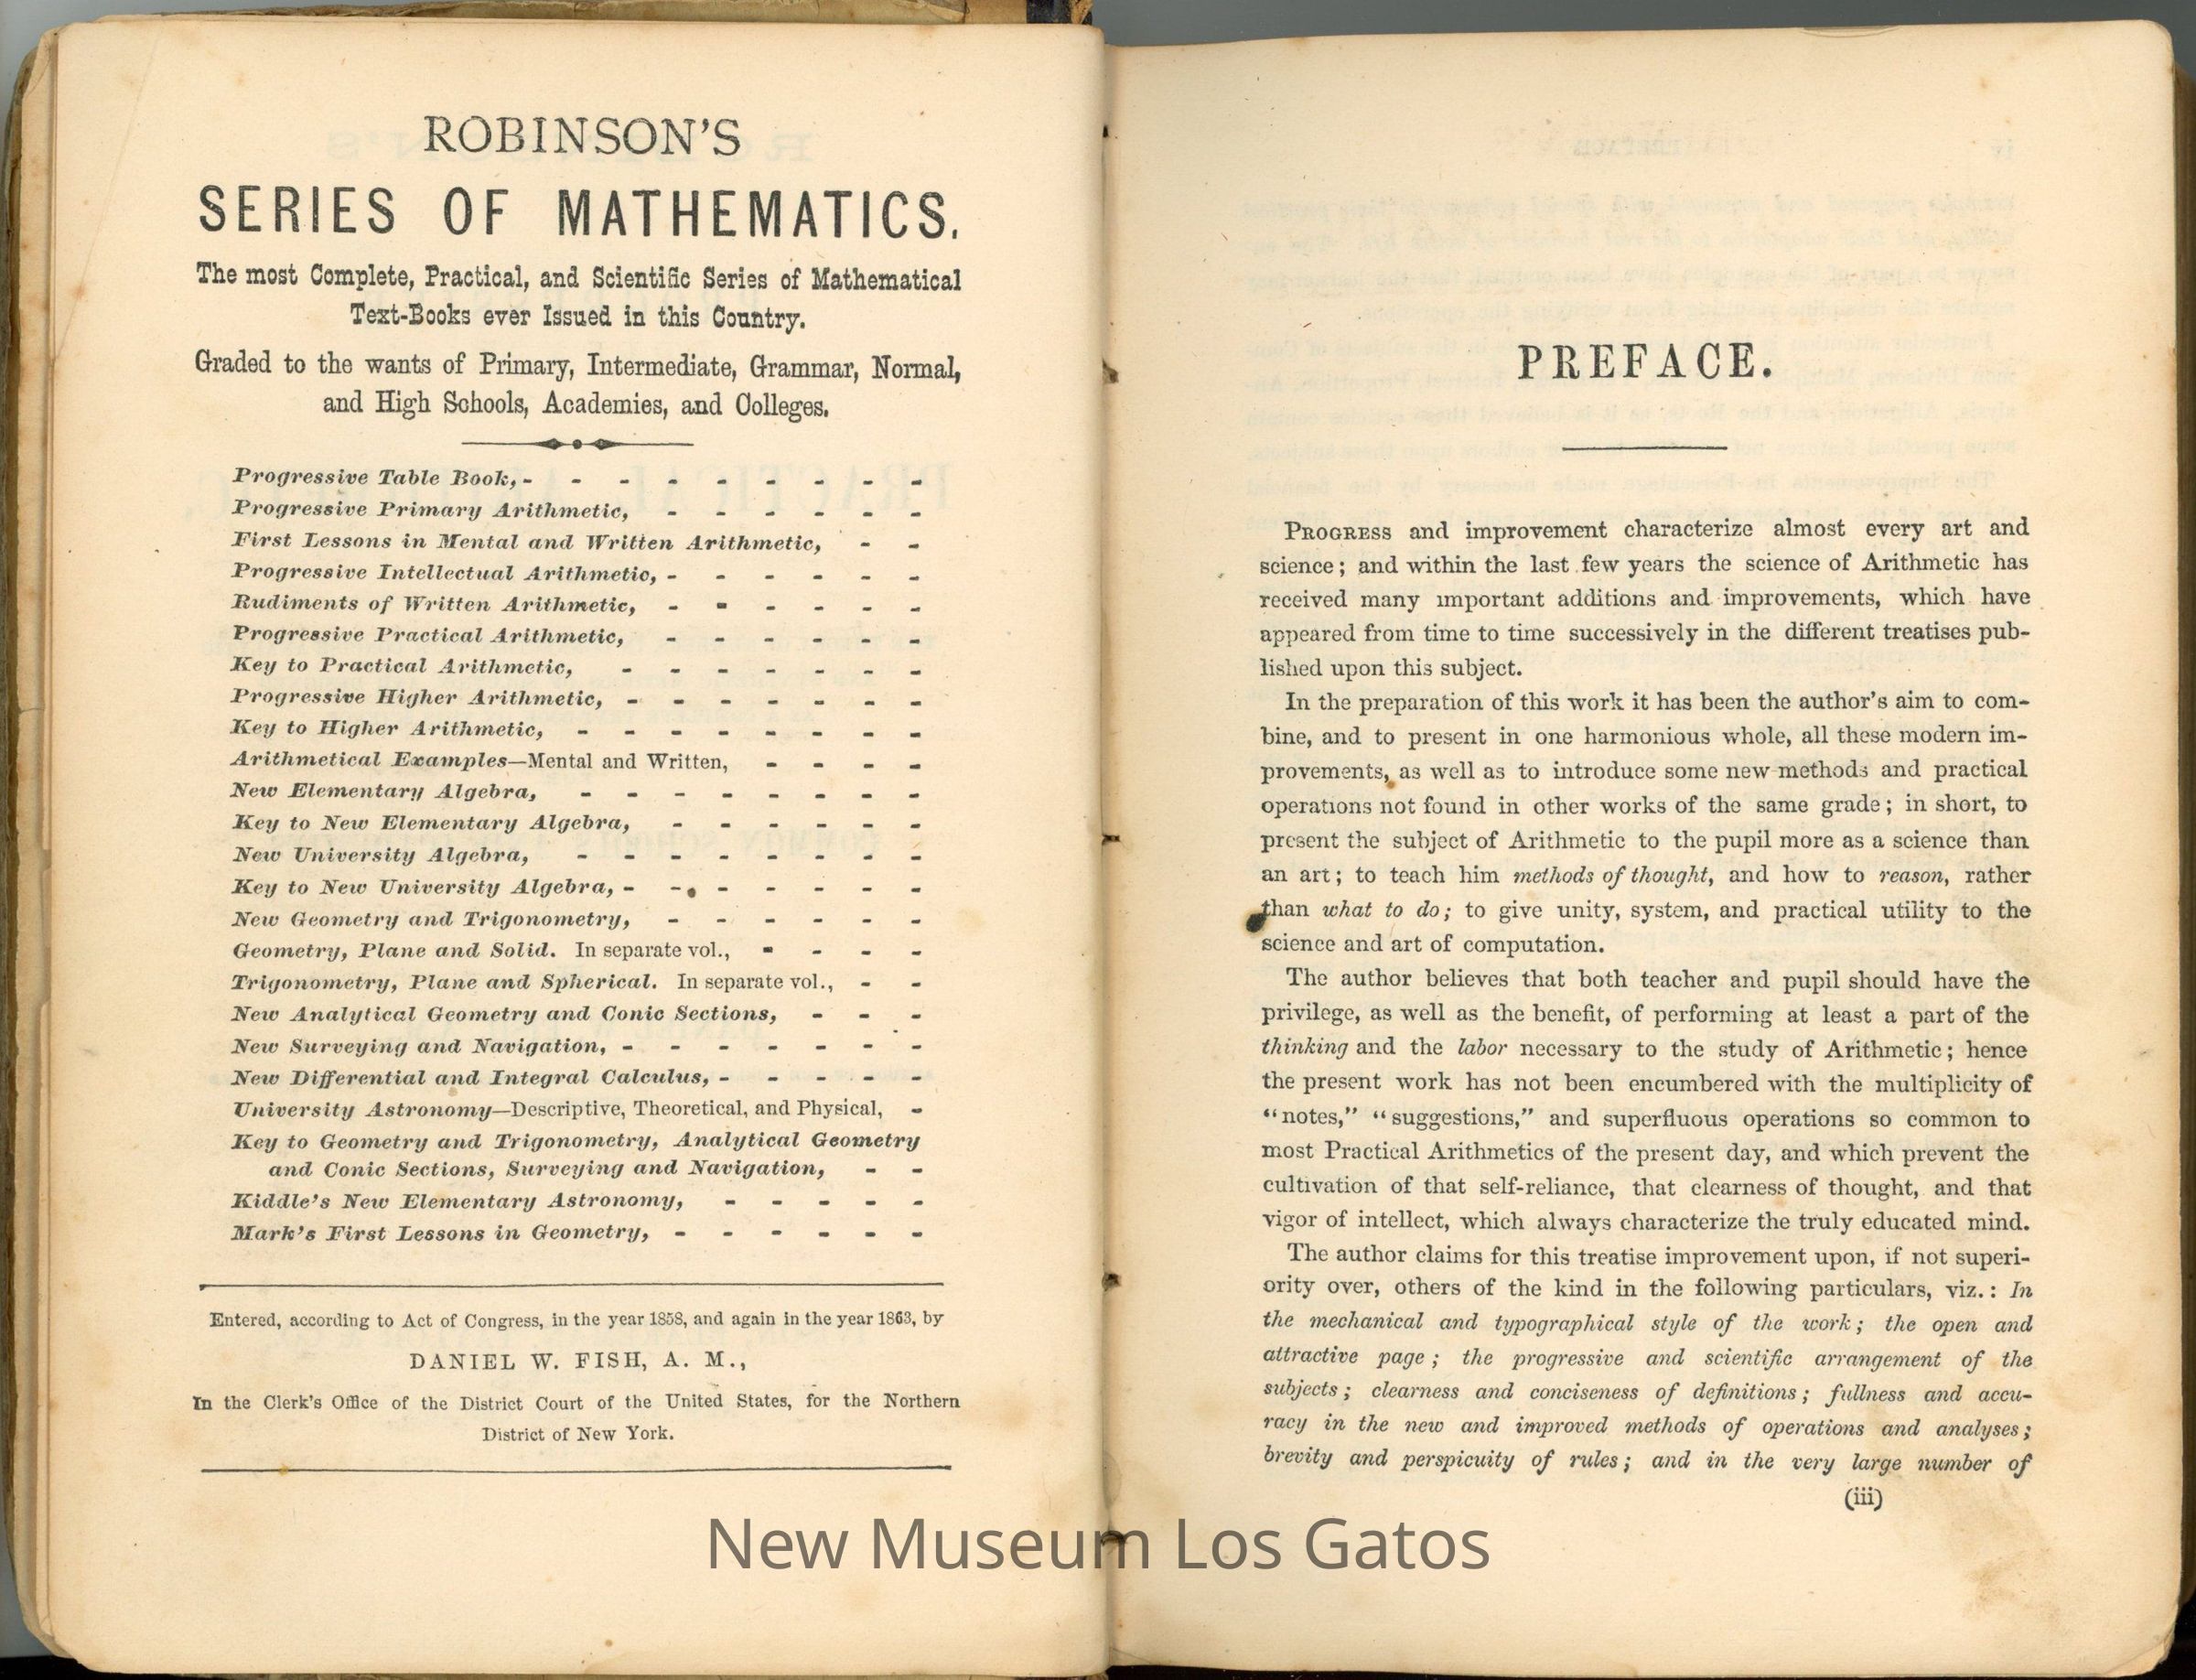 ROBINSON'S
SERIES OF MATHEMATICS.
The most Complete, Practical, and Scientific Series of Mathematical
Text-Books ever Issued in this Country.
Graded to the wants of Primary, Intermediate, Grammar, Normal,
and High Schools, Academies, and Colleges.
Progressive Table Book, - - - - - - - - -
Progressive Primary Arithmetic, - - - - - -
First Lessons in Mental and Written Arithmetic, - -
Progressive Intellectual Arithmetic, - - - - - -
Rudiments of Written Arithmetic, - - - - - -
Progressive Practical Arithmetic, - - - - - -
Key to Practical Arithmetic, - - - - - - -
Progressive Higher Arithmetic, - - - - - - -
Key to Higher Arithmetic, - - - - - - - -
Arithmetical Examples—Mental and Written, - - - -
New Elementary Algebra, - - - - - - - -
Key to New Elementary Algebra, - - - - - -
New University Algebra, - - - - - - - -
Key to New University Algebra, - - - - - - -
New Geometry and Trigonometry, - - - - - -
Geometry, Plane and Solid. In separate vol., - - - -
Trigonometry, Plane and Spherical. In separate vol., - -
New Analytical Geometry and Conic Sections, - - -
New Surveying and Navigation, - - - - - - -
New Differential and Integral Calculus, - - - - -
University Astronomy—Descriptive, Theoretical, and Physical, -
Key to Geometry and Trigonometry, Analytical Geometry
and Conic Sections, Surveying and Navigation, - -
Kiddle's New Elementary Astronomy, - - - - -
Mark's First Lessons in Geometry, - - - - - -
Entered, according to Act of Congress, in the year 1858, and again in the year 1863, by
DANIEL W. FISH, A. M.,
In the Clerk's Office of the District Court of the United States, for the Northern
District of New York.
PREFACE.
PROGRESS and improvement characterize almost every art and
science; and within the last few years the science of Arithmetic has
received many important additions and improvements, which have
appeared from time to time successively in the different treatises pub-
lished upon this subject.
In the preparation of this work it has been the author's aim to com-
bine, and to present in one harmonious whole, all these modern im-
provements, as well as to introduce some new methods and practical
operations not found in other works of the same grade; in short, to
present the subject of Arithmetic to the pupil more as a science than
an art; to teach him methods of thought, and how to reason, rather
than what to do; to give unity, system, and practical utility to the
science and art of computation.
The author believes that both teacher and pupil should have the
privilege, as well as the benefit, of performing at least a part of the
thinking and the labor necessary to the study of Arithmetic; hence
the present work has not been encumbered with the multiplicity of
"notes," "suggestions," and superfluous operations so common to
most Practical Arithmetics of the present day, and which prevent the
cultivation of that self-reliance, that clearness of thought, and that
vigor of intellect, which always characterize the truly educated mind.
The author claims for this treatise improvement upon, if not superi-
ority over, others of the kind in the following particulars, viz.: In
the mechanical and typographical style of the work; the open and
attractive page; the progressive and scientific arrangement of the
subjects; clearness and conciseness of definitions; fullness and accu-
racy in the new and improved methods of operations and analyses;
brevity and perspicuity of rules; and in the very large number of
(iii)
New Museum Los Gatos